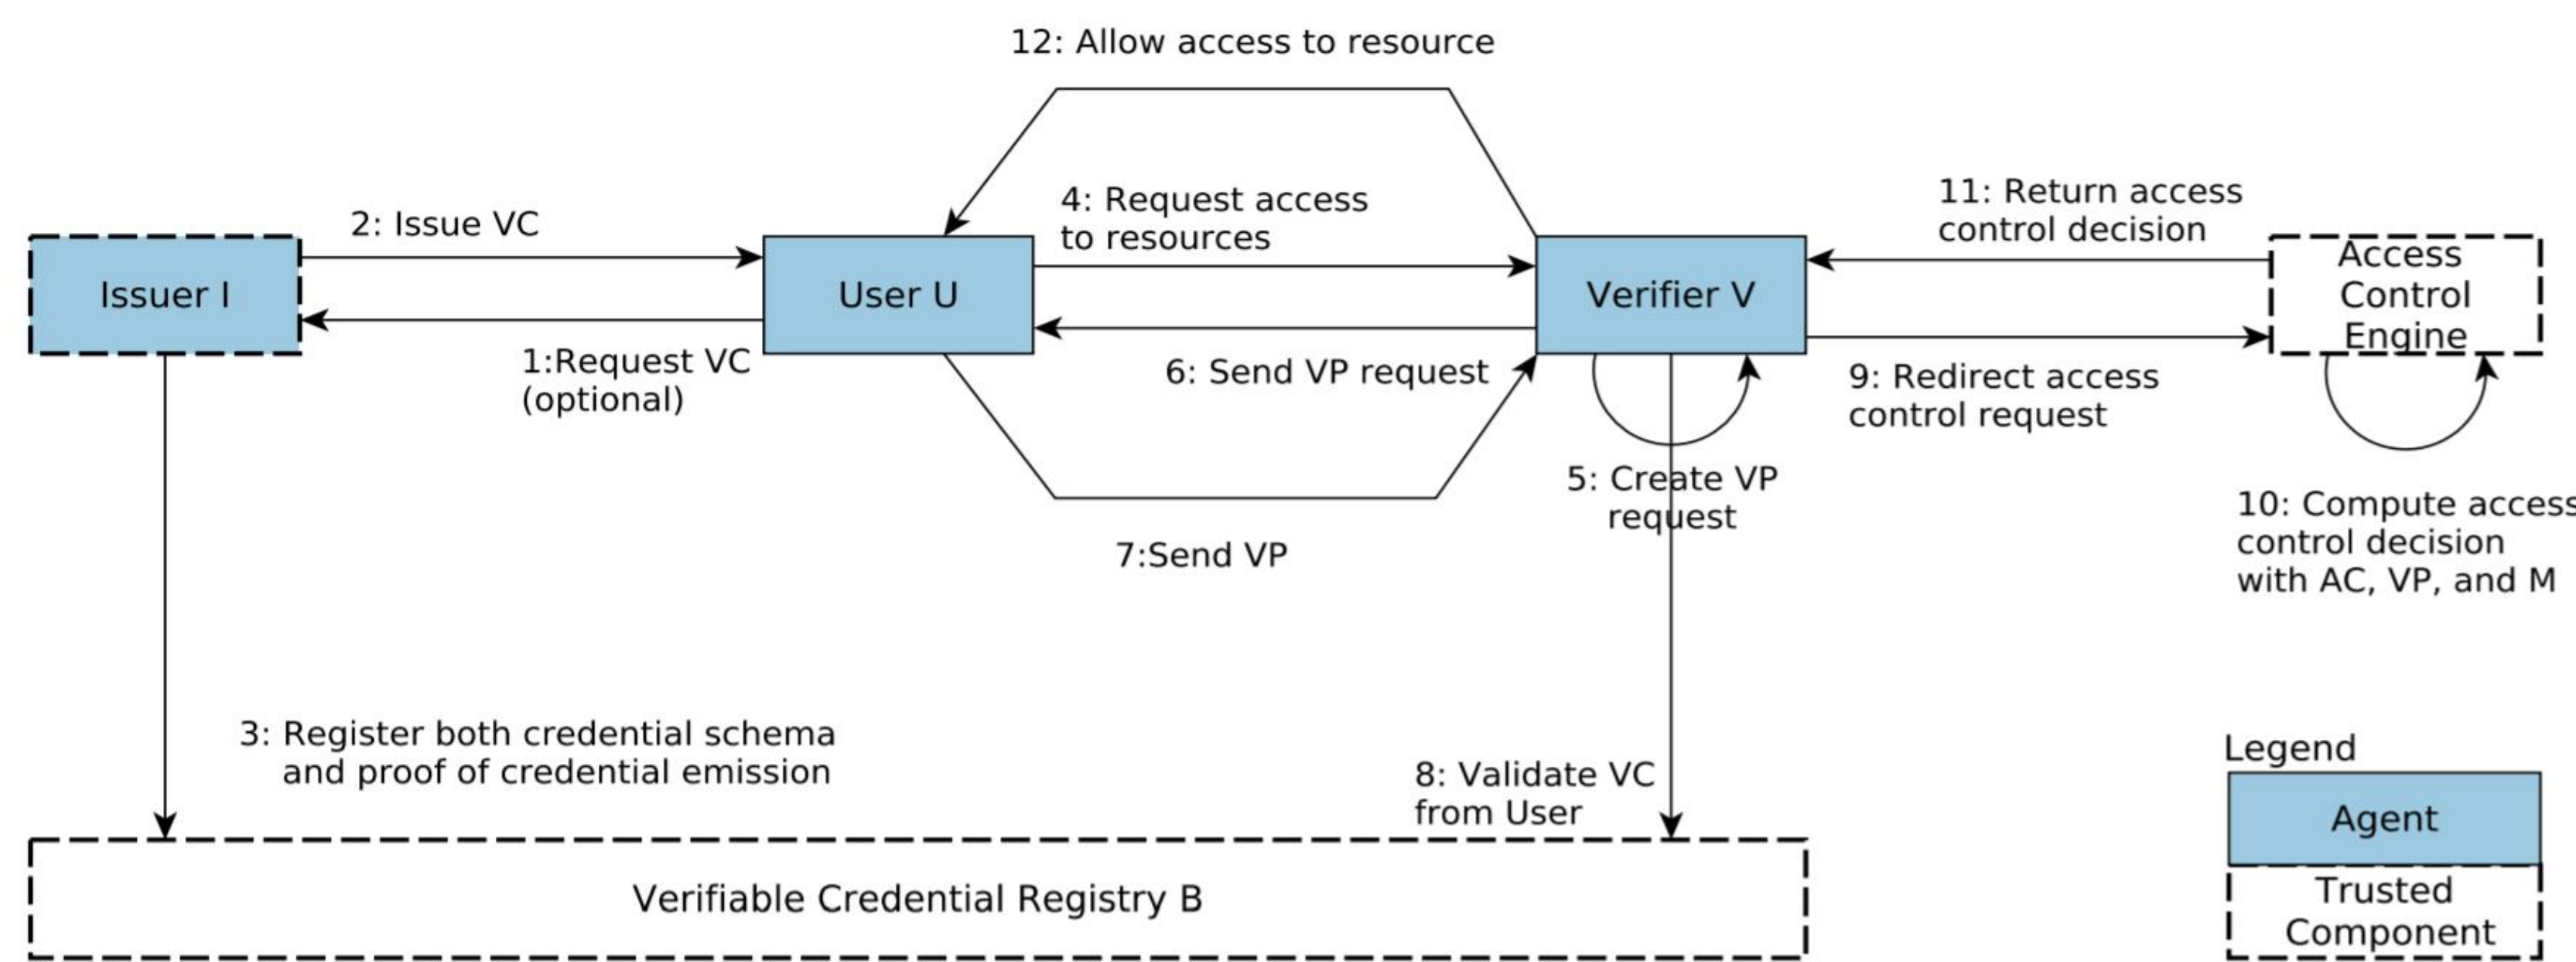 12: Allow access to resource
2: Issue VC
4: Request access
to resources
11: Return access
control decision
Issuer I
User U
Verifier V
Access
Control
Engine
1:Request VC
(optional)
6: Send VP request
9: Redirect access
control request
5: Create VP
request
7:Send VP
10: Compute access
control decision
with AC, VP, and M
3: Register both credential schema
and proof of credential emission
8: Validate VC
from User
Verifiable Credential Registry B
Legend
Agent
Trusted
Component